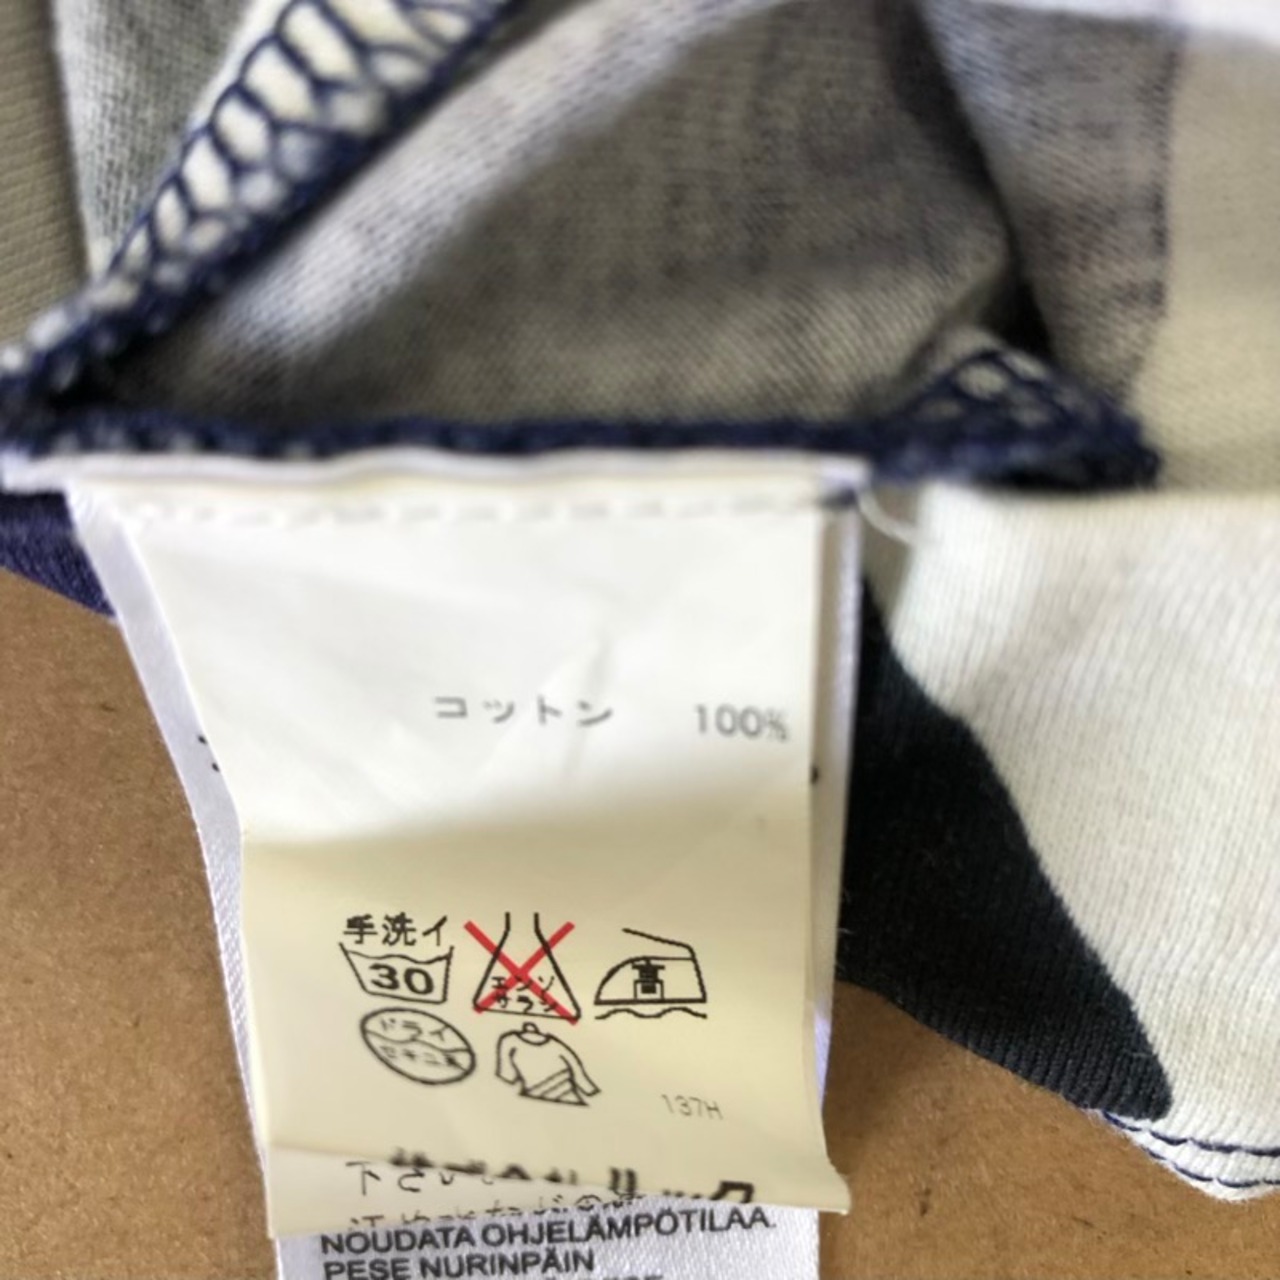 コットン 100%
手洗イ
30
エンソ
サラシ
高
ドライ
セキユ系
137H
下さい
NOUDATA OHJELÄMPÖTILAA.
PESE NURINPÄIN